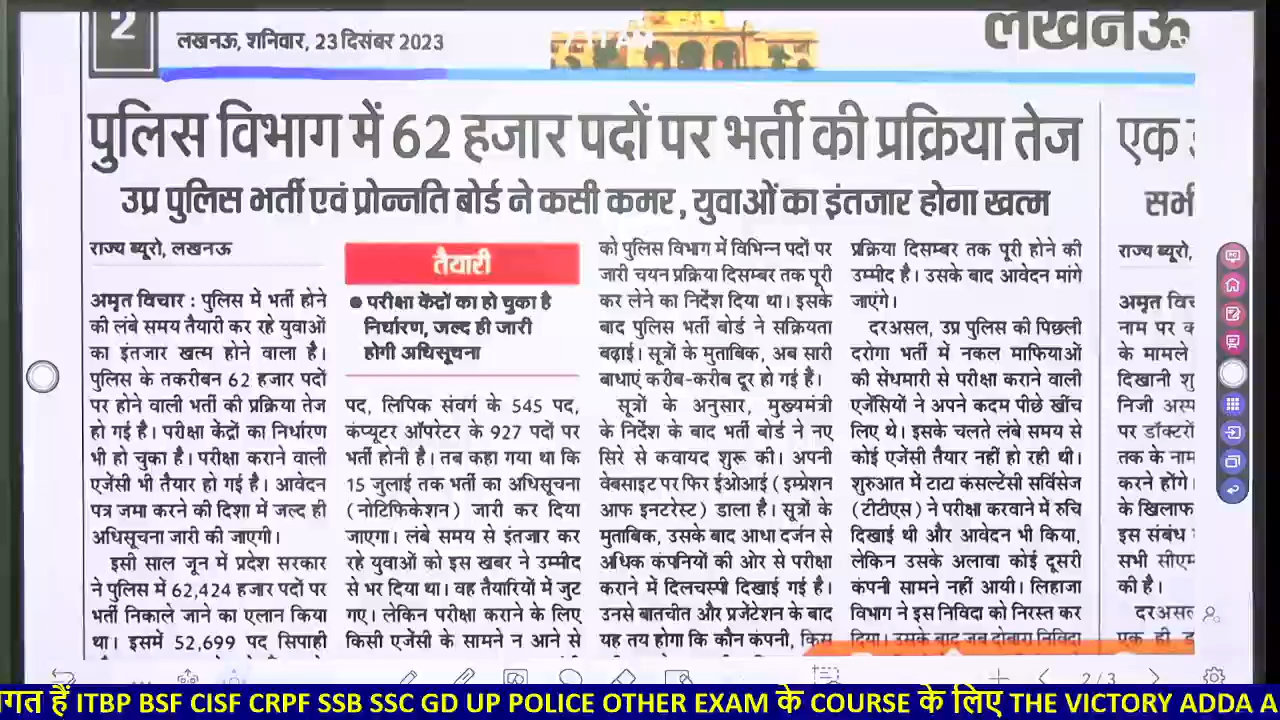 2
लखनऊ, शनिवार, 23 दिसंबर 2023
लखनऊ
पुलिस विभाग में 62 हजार पदों पर भर्ती की प्रक्रिया तेज
उप्र पुलिस भर्ती एवं प्रोन्नति बोर्ड ने कसी कमर, युवाओं का इंतजार होगा खत्म
राज्य ब्यूरो, लखनऊ
अमृत विचार : पुलिस में भर्ती होने
की लंबे समय तैयारी कर रहे युवाओं
का इंतजार खत्म होने वाला है।
पुलिस के तकरीबन 62 हजार पदों
पर होने वाली भर्ती की प्रक्रिया तेज
हो गई है। परीक्षा केंद्रों का निर्धारण
भी हो चुका है। परीक्षा कराने वाली
एजेंसी भी तैयार हो गई है। आवेदन
पत्र जमा करने की दिशा में जल्द ही
अधिसूचना जारी की जाएगी।
इसी साल जून में प्रदेश सरकार
ने पुलिस में 62,424 हजार पदों पर
भर्ती निकाले जाने का एलान किया
था। इसमें 52,699 पद सिपाही
तैयारी
● परीक्षा केंद्रों का हो चुका है
निर्धारण, जल्द ही जारी
होगी अधिसूचना
पद, लिपिक संवर्ग के 545 पद,
कंप्यूटर ऑपरेटर के 927 पदों पर
भर्ती होनी है। तब कहा गया था कि
15 जुलाई तक भर्ती का अधिसूचना
(नोटिफिकेशन) जारी कर दिया
जाएगा। लंबे समय से इंतजार कर
रहे युवाओं को इस खबर ने उम्मीद
से भर दिया था। वह तैयारियों में जुट
गए। लेकिन परीक्षा कराने के लिए
किसी एजेंसी के सामने न आने से
को पुलिस विभाग में विभिन्न पदों पर
जारी चयन प्रक्रिया दिसम्बर तक पूरी
कर लेने का निर्देश दिया था। इसके
बाद पुलिस भर्ती बोर्ड ने सक्रियता
बढ़ाई। सूत्रों के मुताबिक, अब सारी
बाधाएं करीब-करीब दूर हो गई हैं।
सूत्रों के अनुसार, मुख्यमंत्री
के निर्देश के बाद भर्ती बोर्ड ने नए
सिरे से कवायद शुरू की। अपनी
वेबसाइट पर फिर ईओआई (इम्प्रेशन
आफ इनटरेस्ट) डाला है। सूत्रों के
मुताबिक, उसके बाद आधा दर्जन से
अधिक कंपनियों की ओर से परीक्षा
कराने में दिलचस्पी दिखाई गई है।
उनसे बातचीत और प्रजेंटेशन के बाद
यह तय होगा कि कौन कंपनी, किस
प्रक्रिया दिसम्बर तक पूरी होने की
उम्मीद है। उसके बाद आवेदन मांगे
जाएंगे।
दरअसल, उप्र पुलिस की पिछली
दरोगा भर्ती में नकल माफियाओं
की सेंधमारी से परीक्षा कराने वाली
एजेंसियों ने अपने कदम पीछे खींच
लिए थे। इसके चलते लंबे समय से
कोई एजेंसी तैयार नहीं हो रही थी।
शुरुआत में टाटा कंसल्टेंसी सर्विसेज
(टीटीएस) ने परीक्षा करवाने में रुचि
दिखाई थी और आवेदन भी किया,
लेकिन उसके अलावा कोई दूसरी
कंपनी सामने नहीं आयी। लिहाजा
विभाग ने इस निविदा को निरस्त कर
दिया। उसके बाद जब दोबारा निविदा
एक
सभी
राज्य ब्यूरो,
अमृत विच
नाम पर क
के मामले
दिखानी शु
निजी अस्प
पर डॉक्टरों
तक के नाम
करने होंगे।
के खिलाफ
इस संबंध
सभी सीएम
की है।
दरअसल
एक ही द
2/3
गत हैं ITBP BSF CISF CRPF SSB SSC GD UP POLICE OTHER EXAM के COURSE के लिए THE VICTORY ADDA A